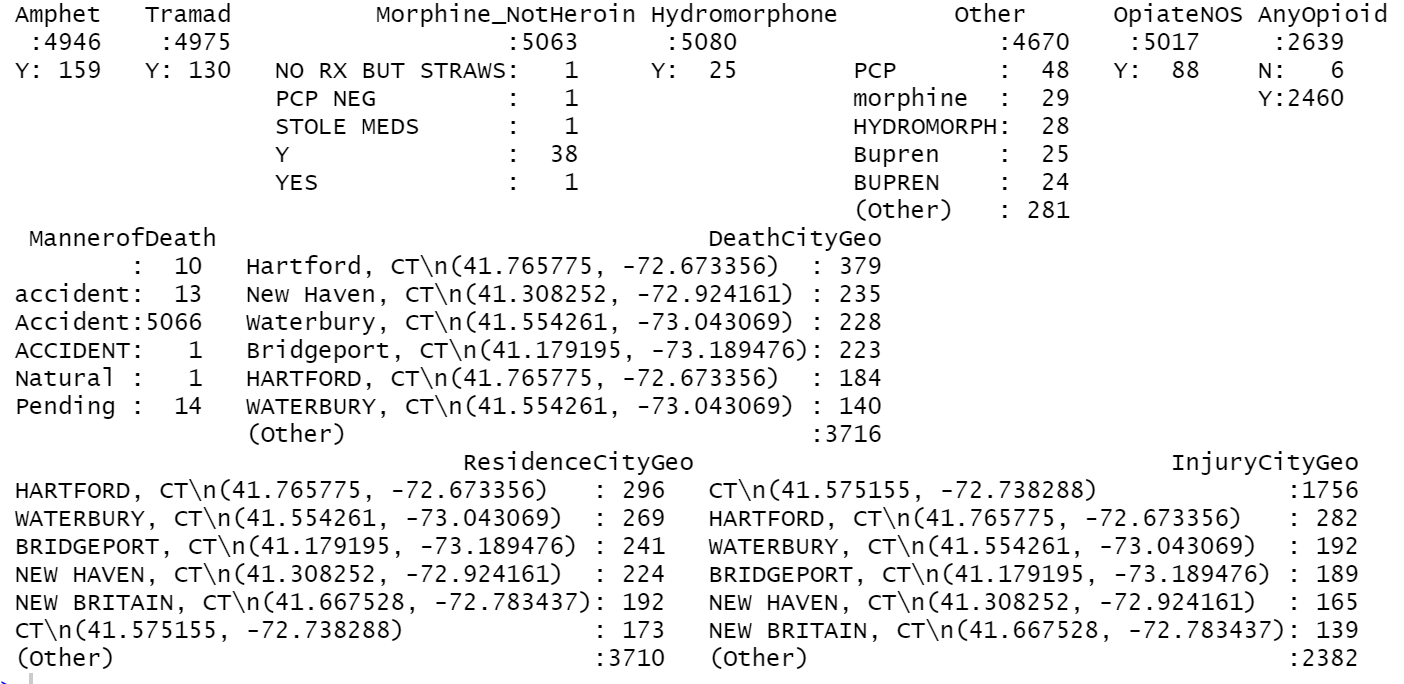 Amphet   Tramad                Morphine_NotHeroin Hydromorphone        Other      OpiateNOS AnyOpioid
 :4946    :4975                         :5063      :5080                  :4670    :5017     :2639
Y: 159   Y: 130   NO RX BUT STRAWS:   1     Y:  25        PCP       :  48   Y:  88    N:   6
                  PCP NEG         :   1                   morphine  :  29             Y:2460
                  STOLE MEDS      :   1                   HYDROMORPH:  28
                  Y               :  38                   Bupren    :  25
                  YES             :   1                   BUPREN    :  24
                                                          (Other)   : 281
 MannerofDeath                                  DeathCityGeo
        :  10   Hartford, CT\n(41.765775, -72.673356)  : 379
accident:  13   New Haven, CT\n(41.308252, -72.924161) : 235
Accident:5066   Waterbury, CT\n(41.554261, -73.043069) : 228
ACCIDENT:   1   Bridgeport, CT\n(41.179195, -73.189476): 223
Natural :   1   HARTFORD, CT\n(41.765775, -72.673356)  : 184
Pending :  14   WATERBURY, CT\n(41.554261, -73.043069) : 140
                (Other)                                :3716
                               ResidenceCityGeo                                 InjuryCityGeo
HARTFORD, CT\n(41.765775, -72.673356)   : 296   CT\n(41.575155, -72.738288)             :1756
WATERBURY, CT\n(41.554261, -73.043069)  : 269   HARTFORD, CT\n(41.765775, -72.673356)   : 282
BRIDGEPORT, CT\n(41.179195, -73.189476) : 241   WATERBURY, CT\n(41.554261, -73.043069)  : 192
NEW HAVEN, CT\n(41.308252, -72.924161)  : 224   BRIDGEPORT, CT\n(41.179195, -73.189476) : 189
NEW BRITAIN, CT\n(41.667528, -72.783437): 192   NEW HAVEN, CT\n(41.308252, -72.924161)  : 165
CT\n(41.575155, -72.738288)             : 173   NEW BRITAIN, CT\n(41.667528, -72.783437): 139
(Other)                                 :3710   (Other)                                 :2382